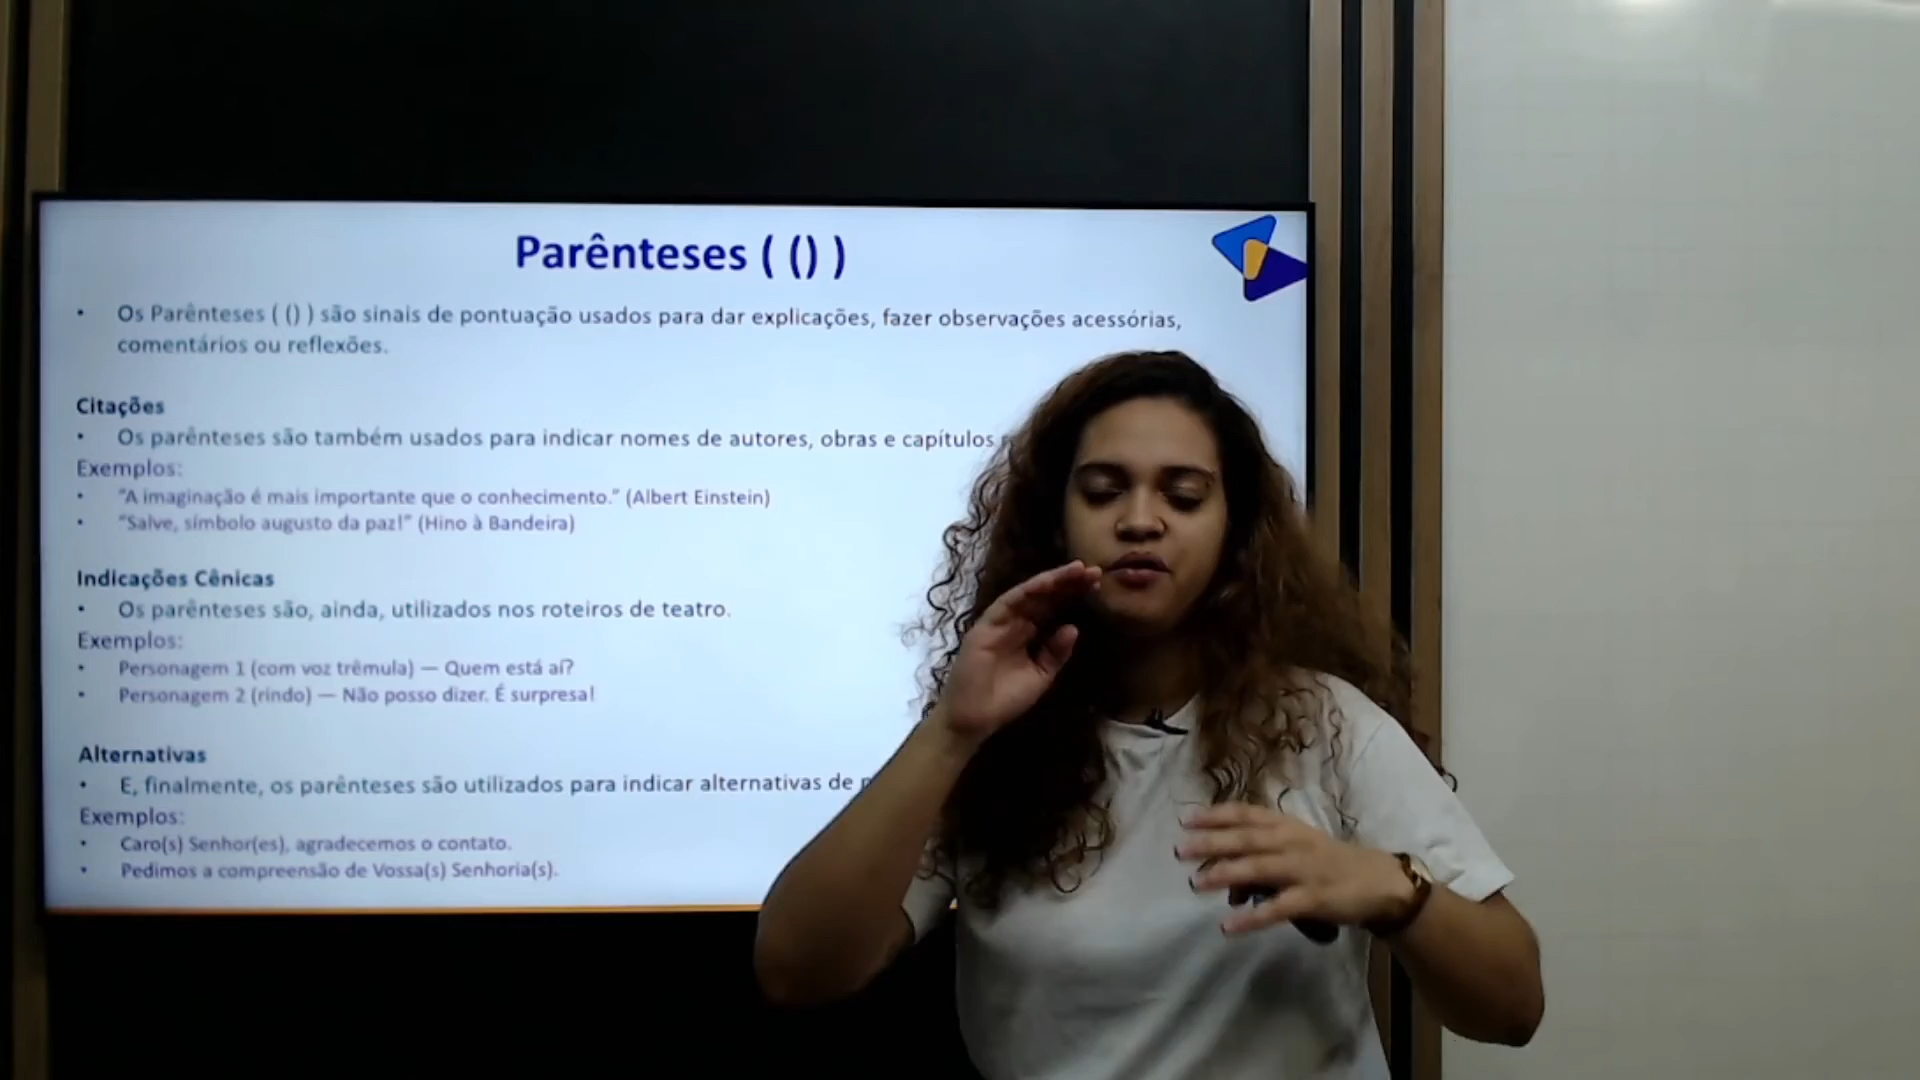 Parênteses ( () )
• Os Parênteses ( () ) são sinais de pontuação usados para dar explicações, fazer observações acessórias,
comentários ou reflexões.
Citações
• Os parênteses são também usados para indicar nomes de autores, obras e capítulos
Exemplos:
• “A imaginação é mais importante que o conhecimento.” (Albert Einstein)
• “Salve, símbolo augusto da paz!” (Hino à Bandeira)
Indicações Cênicas
• Os parênteses são, ainda, utilizados nos roteiros de teatro.
Exemplos:
• Personagem 1 (com voz trêmula) — Quem está aí?
• Personagem 2 (rindo) — Não posso dizer. É surpresa!
Alternativas
• E, finalmente, os parênteses são utilizados para indicar alternativas de
Exemplos:
• Caro(s) Senhor(es), agradecemos o contato.
• Pedimos a compreensão de Vossa(s) Senhoria(s).